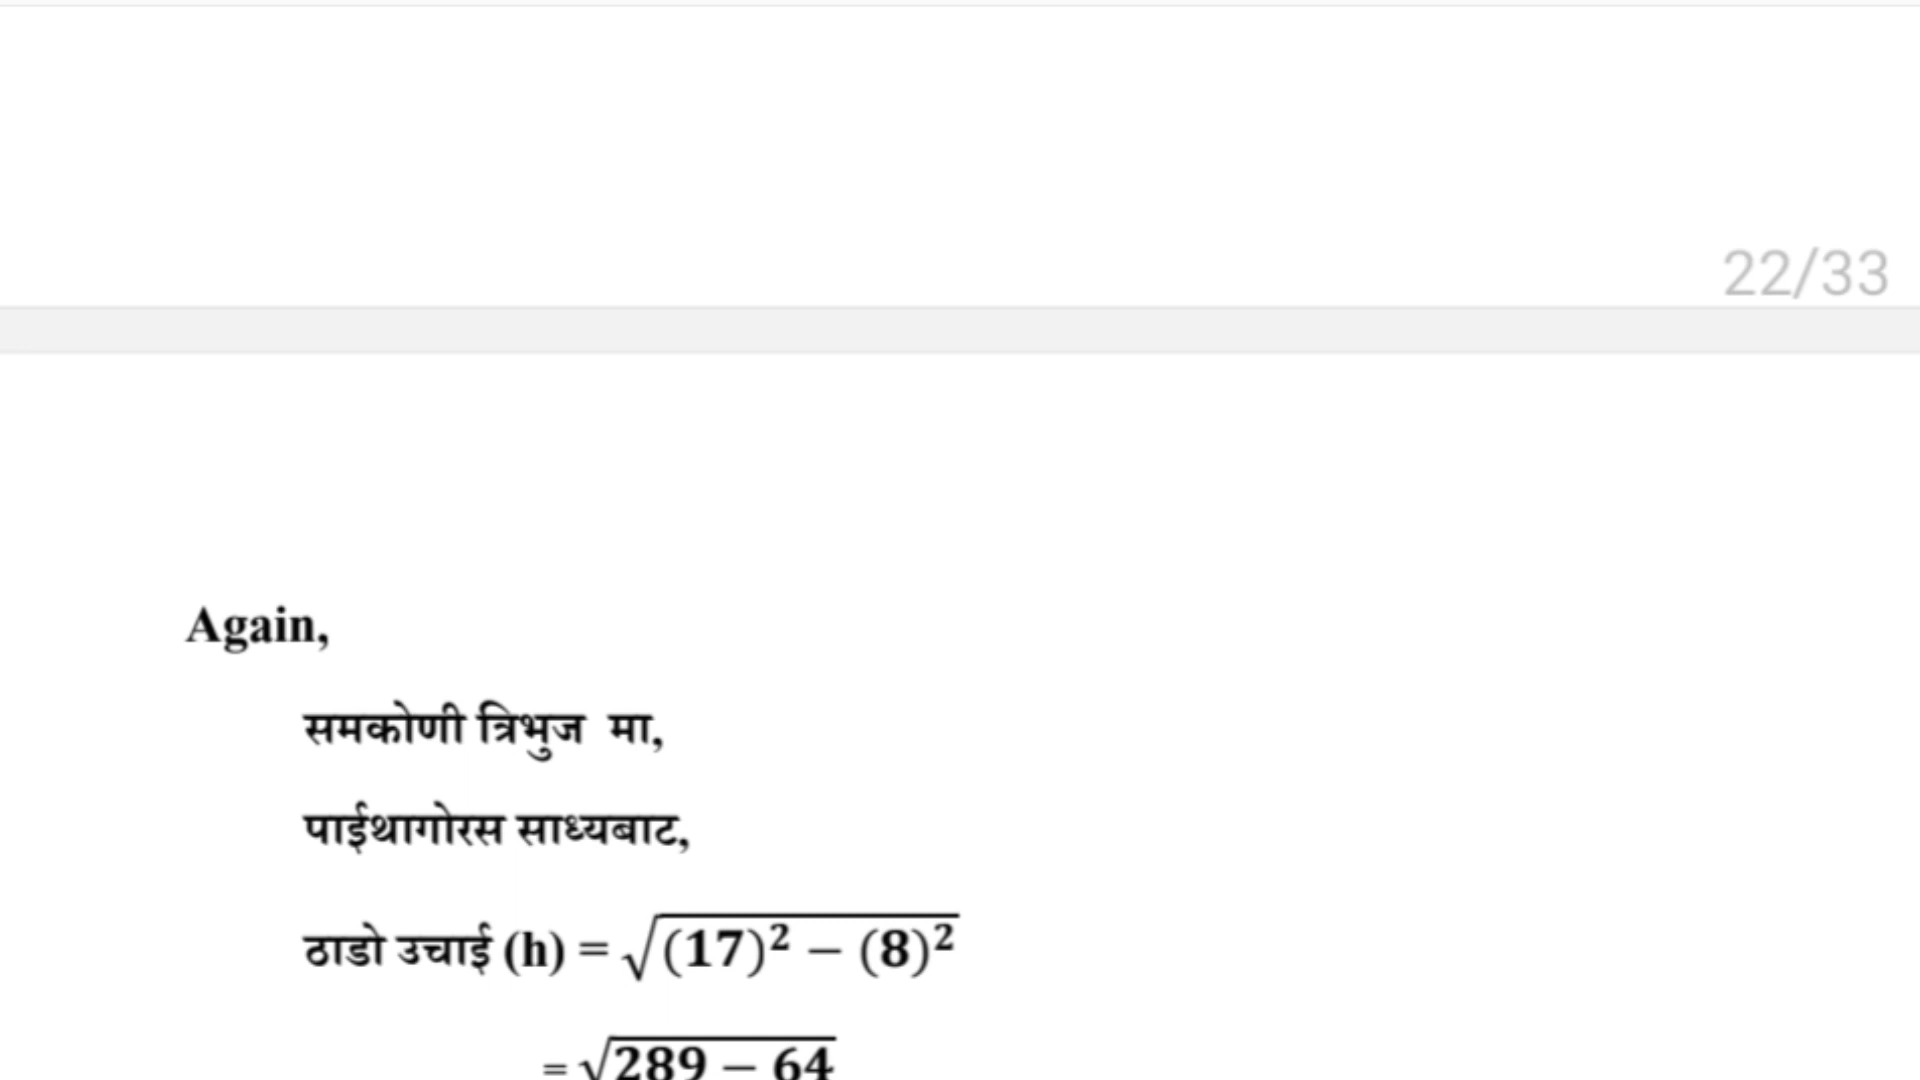 22/33
Again,
समकोणी त्रिभुज मा,
पाईथागोरस साध्यबाट,
ठाडो उचाई (h) = √(17)² − (8)²
= √289 − 64